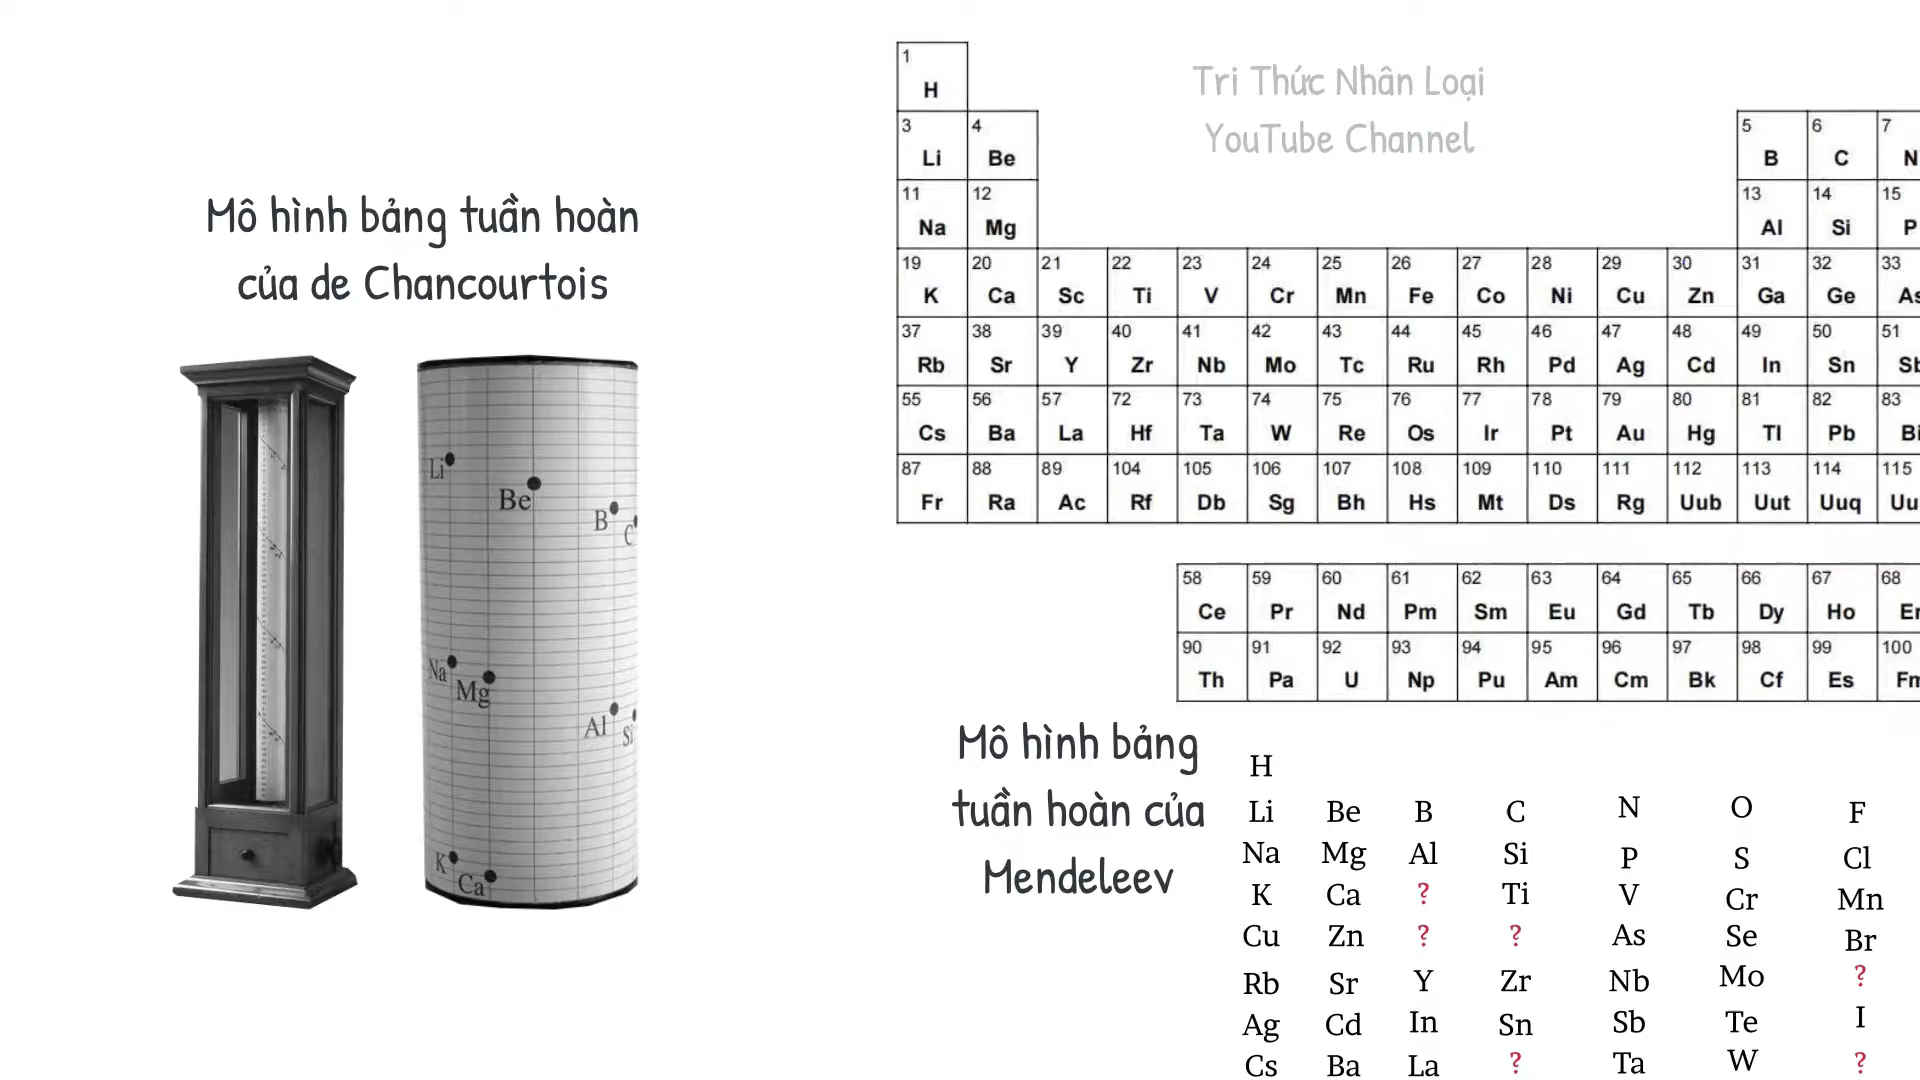 Mô hình bảng tuần hoàn
của de Chancourtois
Li
Be
B
C
Na
Mg
Al
Si
K
Ca
Tri Thức Nhân Loại
YouTube Channel
1
H
3 4 5 6 7
Li Be B C N
11 12 13 14 15
Na Mg Al Si P
19 20 21 22 23 24 25 26 27 28 29 30 31 32 33
K Ca Sc Ti V Cr Mn Fe Co Ni Cu Zn Ga Ge As
37 38 39 40 41 42 43 44 45 46 47 48 49 50 51
Rb Sr Y Zr Nb Mo Tc Ru Rh Pd Ag Cd In Sn
55 56 57 72 73 74 75 76 77 78 79 80 81 82 83
Cs Ba La Hf Ta W Re Os Ir Pt Au Hg Tl Pb Bi
87 88 89 104 105 106 107 108 109 110 111 112 113 114 115
Fr Ra Ac Rf Db Sg Bh Hs Mt Ds Rg Uub Uut Uuq Uu
58 59 60 61 62 63 64 65 66 67 68
Ce Pr Nd Pm Sm Eu Gd Tb Dy Ho Er
90 91 92 93 94 95 96 97 98 99 100
Th Pa U Np Pu Am Cm Bk Cf Es Fm
Mô hình bảng
tuần hoàn của
Mendeleev
H
Li Be B C N O F
Na Mg Al Si P S Cl
K Ca ? Ti V Cr Mn
Cu Zn ? ? As Se Br
Rb Sr Y Zr Nb Mo ?
Ag Cd In Sn Sb Te I
Cs Ba La ? Ta W ?